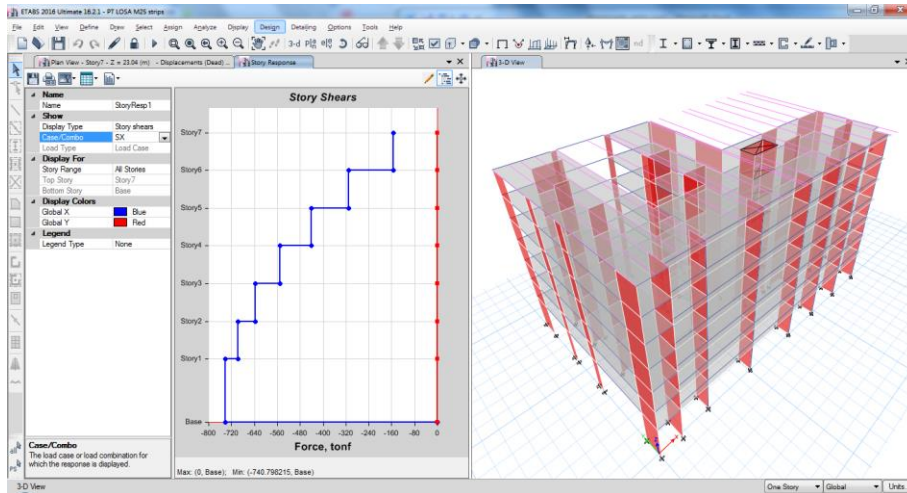 ETABS 2016 Ultimate 16.2.1 - PT LOSA M25 strips
File Edit View Define Draw Select Assign Analyze Display Design Detailing Options Tools Help
3-d
Plan View - Story7 - Z = 23.04 (m) - Displacements (Dead) ...
Story Response
3-D View
Name
Name StoryResp1
Show
Display Type Story shears
Case/Combo SX
Load Type Load Case
Display For
Story Range All Stories
Top Story Story7
Bottom Story Base
Display Colors
Global X Blue
Global Y Red
Legend
Legend Type None
Case/Combo
The load case or load combination for
which the response is displayed.
Story Shears
Story7
Story6
Story5
Story4
Story3
Story2
Story1
Base
-800 -720 -640 -560 -480 -400 -320 -240 -160 -80 0
Force, tonf
Max: (0, Base); Min: (-740.798215, Base)
3-D View
One Story Global Units...